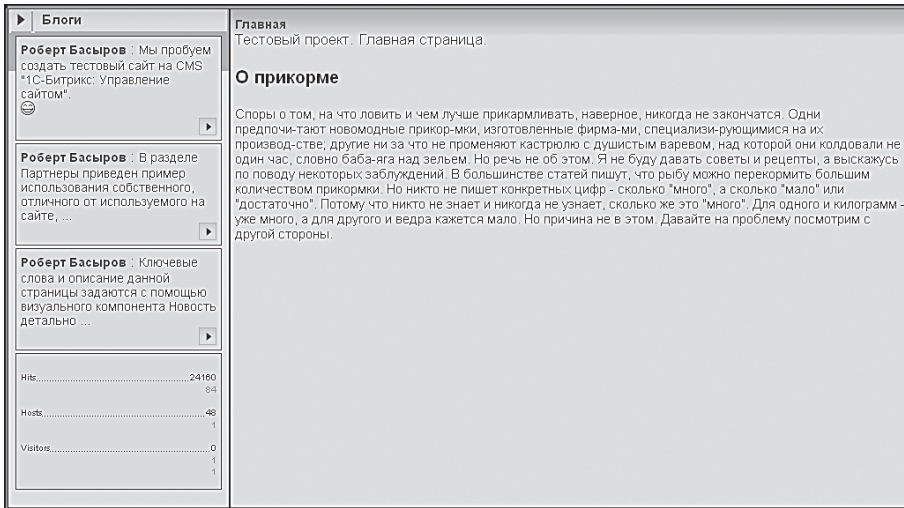 Блоги
Роберт Басыров : Мы пробуем
создать тестовый сайт на CMS
"1С-Битрикс: Управление
сайтом".
Роберт Басыров : В разделе
Партнеры приведен пример
использования собственного,
отличного от используемого на
сайте, ...
Роберт Басыров : Ключевые
слова и описание данной
страницы задаются с помощью
визуального компонента Новость
детально ...
Hits 24160
84
Hosts 48
1
Visitors 0
1
1
Главная
Тестовый проект. Главная страница.
О прикорме
Споры о том, на что ловить и чем лучше прикармливать, наверное, никогда не закончатся. Одни
предпочи-тают новомодные прикор-мки, изготовленные фирма-ми, специализи-рующимися на их
производ-стве; другие ни за что не променяют кастрюлю с душистым варевом, над которой они колдовали не
один час, словно баба-яга над зельем. Но речь не об этом. Я не буду давать советы и рецепты, а выскажусь
по поводу некоторых заблуждений. В большинстве статей пишут, что рыбу можно перекормить большим
количеством прикормки. Но никто не пишет конкретных цифр - сколько "много", а сколько "мало" или
"достаточно". Потому что никто не знает и никогда не узнает, сколько же это "много". Для одного и килограмм -
уже много, а для другого и ведра кажется мало. Но причина не в этом. Давайте на проблему посмотрим с
другой стороны.